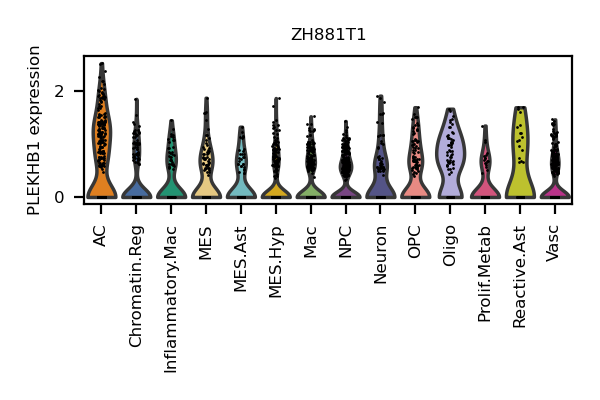 ZH881T1
PLEKHB1 expression
2
0
AC
Chromatin.Reg
Inflammatory.Mac
MES
MES.Ast
MES.Hyp
Mac
NPC
Neuron
OPC
Oligo
Prolif.Metab
Reactive.Ast
Vasc